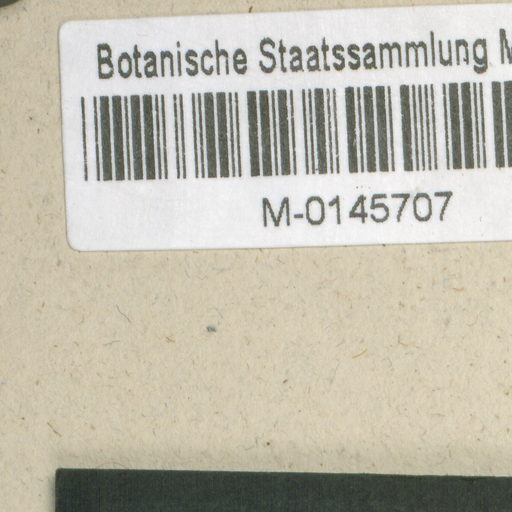 Botanische Staatssammlung M
M-0145707